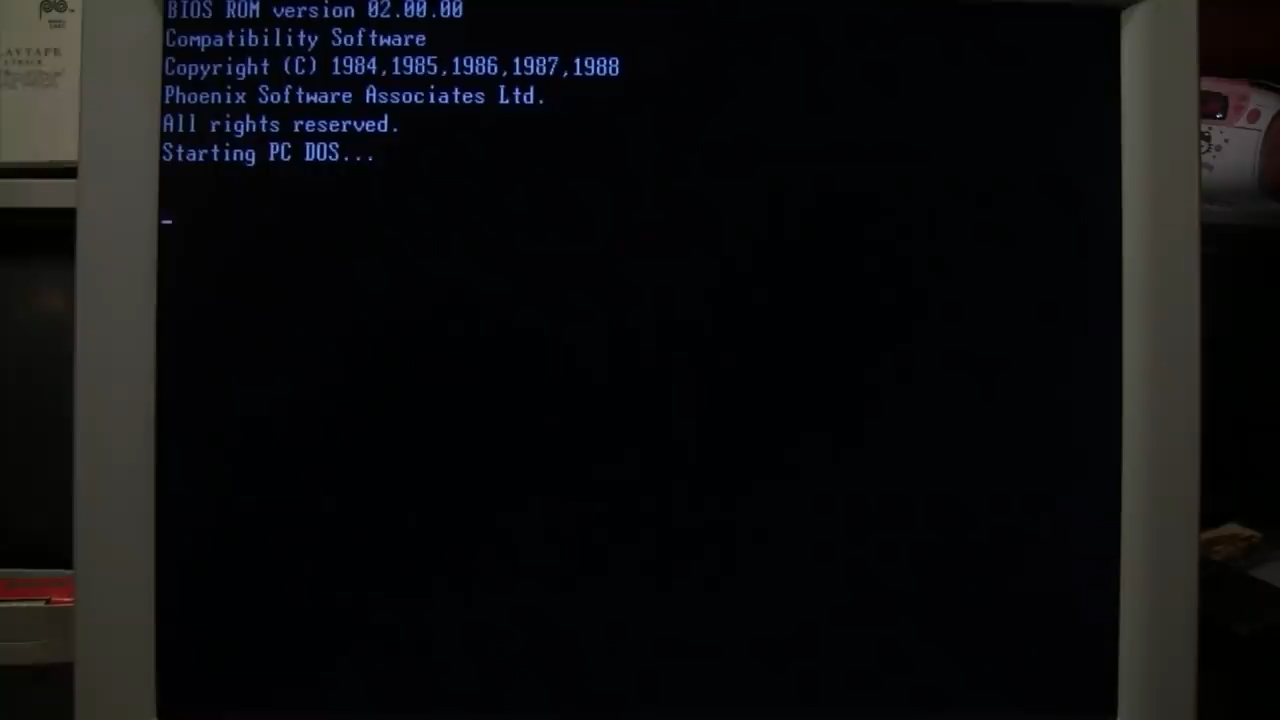 BIOS ROM version 02.00.00
Compatibility Software
Copyright (C) 1984,1985,1986,1987,1988
Phoenix Software Associates Ltd.
All rights reserved.
Starting PC DOS...